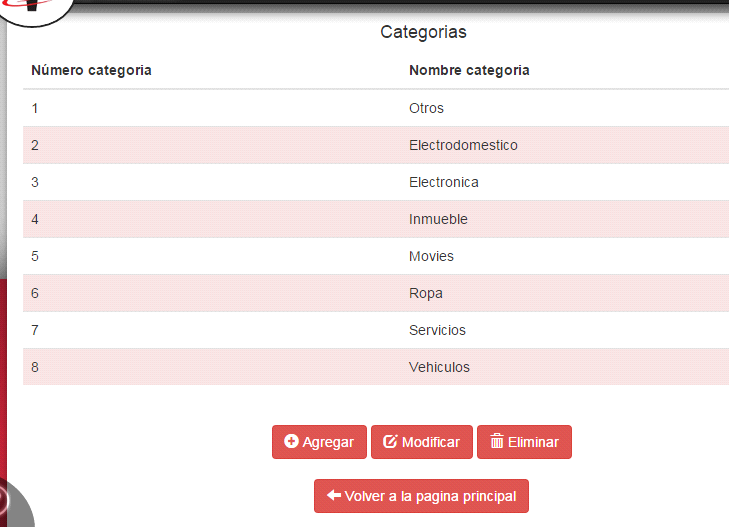 Categorias
Número categoria Nombre categoria
1 Otros
2 Electrodomestico
3 Electronica
4 Inmueble
5 Movies
6 Ropa
7 Servicios
8 Vehiculos
Agregar Modificar Eliminar
Volver a la pagina principal